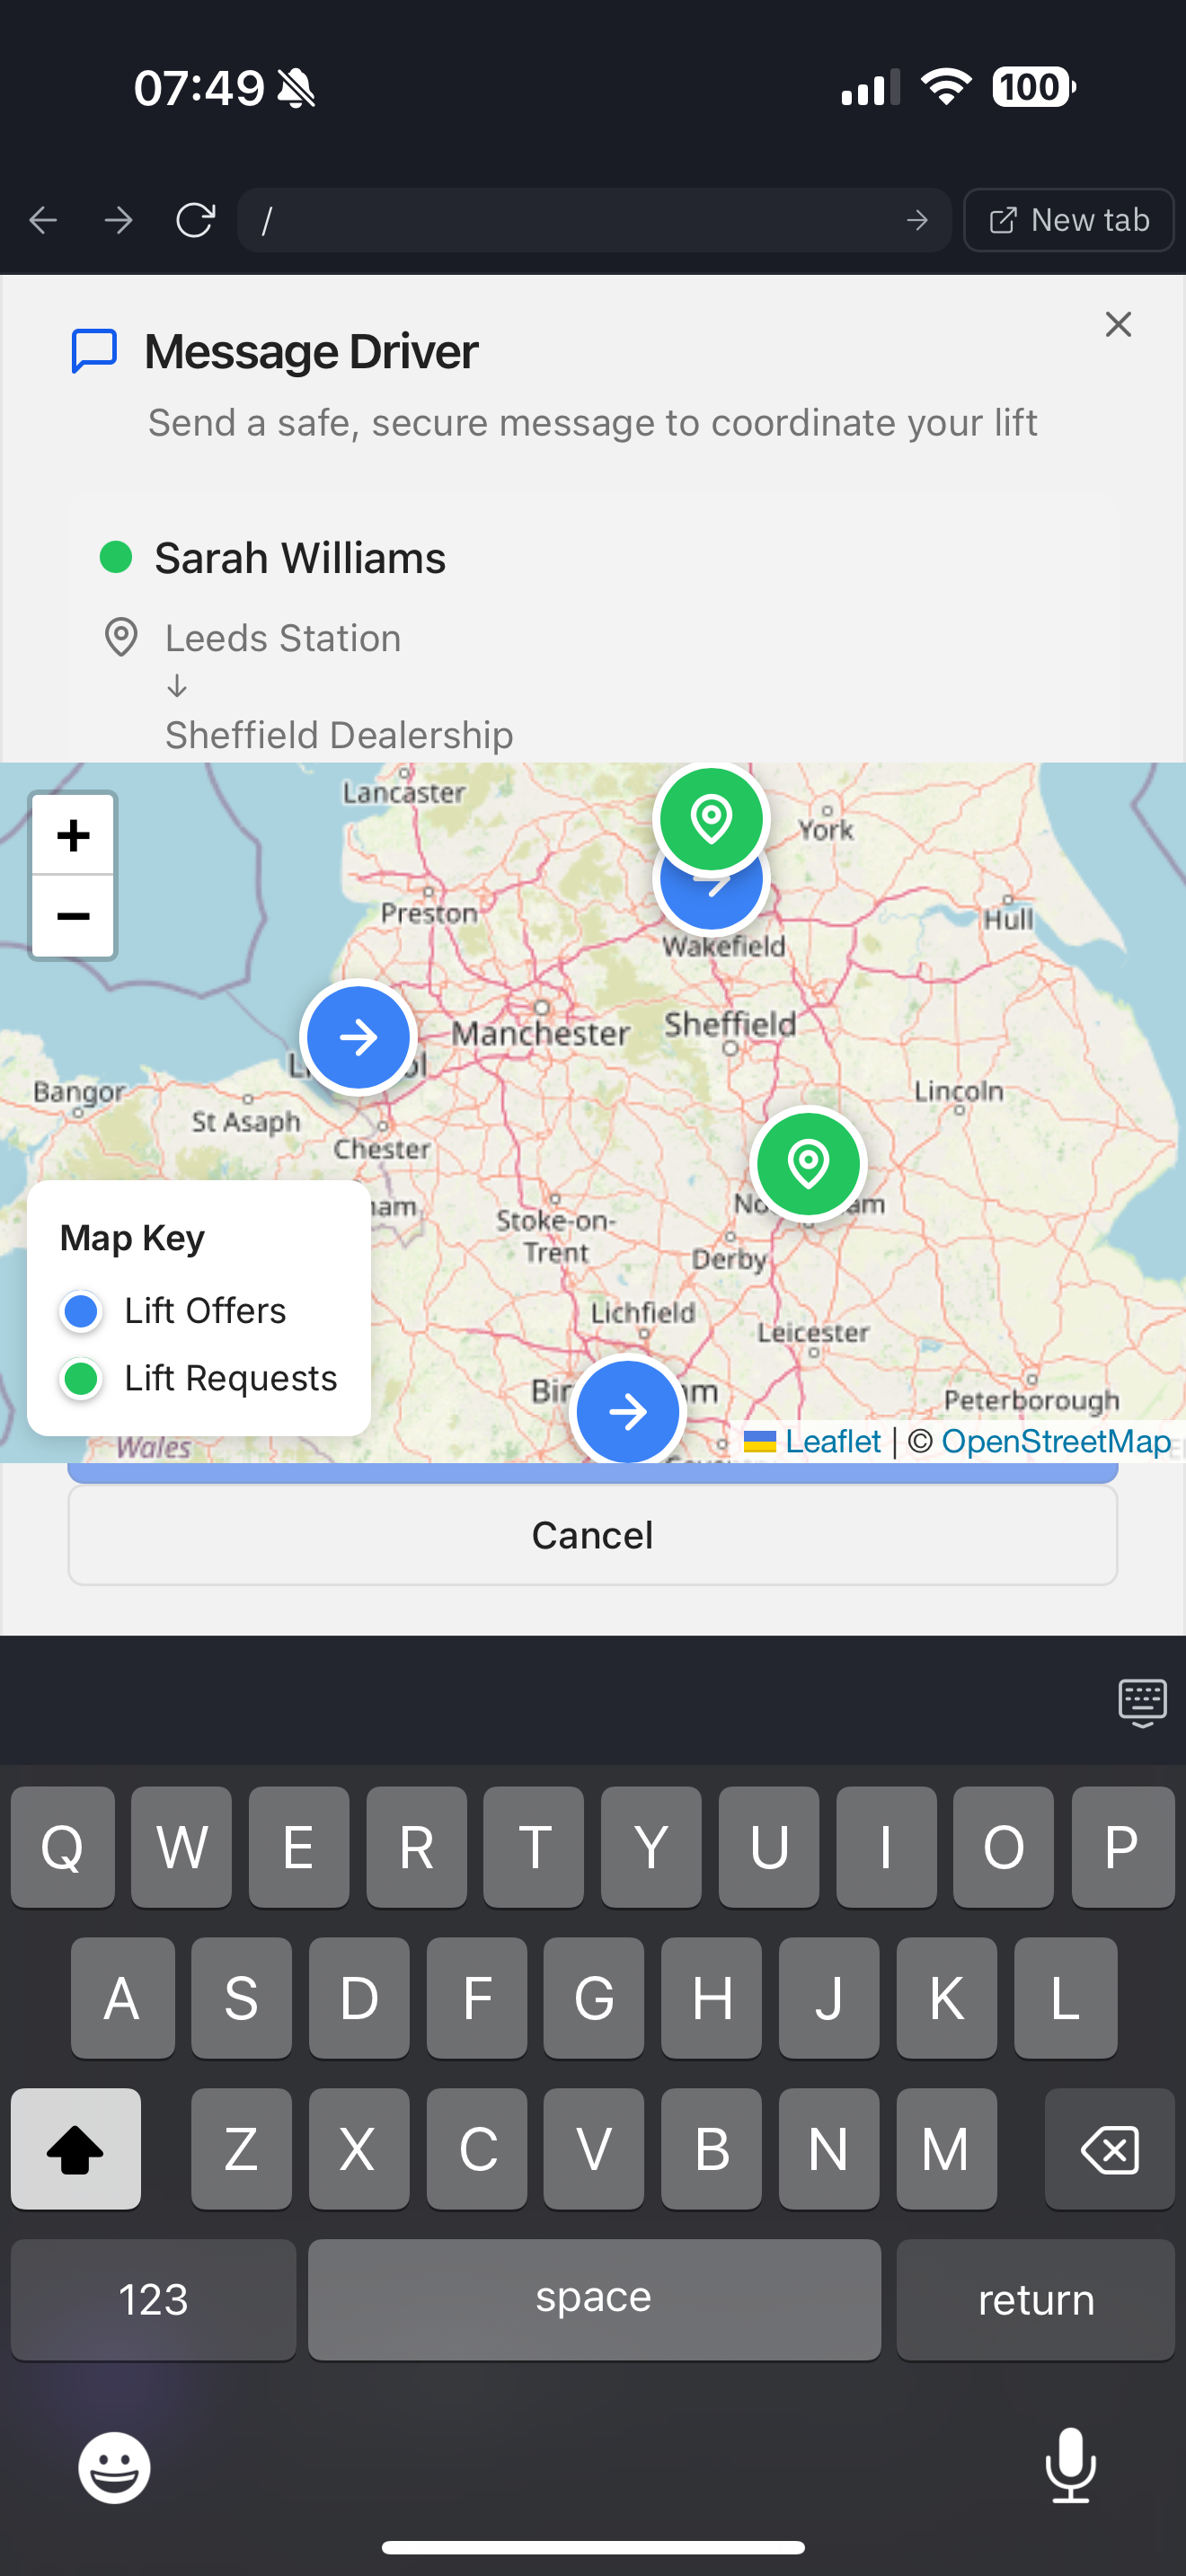 07:49
100
/
New tab
Message Driver
Send a safe, secure message to coordinate your lift
Sarah Williams
Leeds Station
↓
Sheffield Dealership
+
−
Lancaster
York
Preston
Hull
Wakefield
Manchester
Sheffield
Bangor
Lincoln
St Asaph
Chester
Stoke-on-
Trent
Derby
Lichfield
Leicester
Peterborough
Wales
Map Key
Lift Offers
Lift Requests
Leaflet | © OpenStreetMap
Cancel
Q W E R T Y U I O P
A S D F G H J K L
Z X C V B N M
123 space return